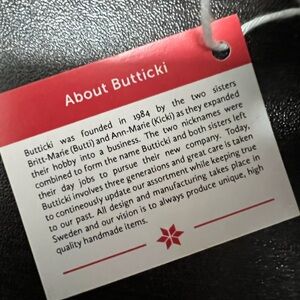 About Butticki
Butticki was founded in 1984 by the two sisters
Britt-Marie (Butti) and Ann-Marie (Kicki) as they expanded
their hobby into a business. The two nicknames were
combined to form the name Butticki and both sisters left
their day jobs to pursue their new company. Today,
Butticki involves three generations and great care is taken
to contineously update our assortment while keeping true
to our past. All design and manufacturing takes place in
Sweden and our vision is to always produce unique, high
quality handmade items.